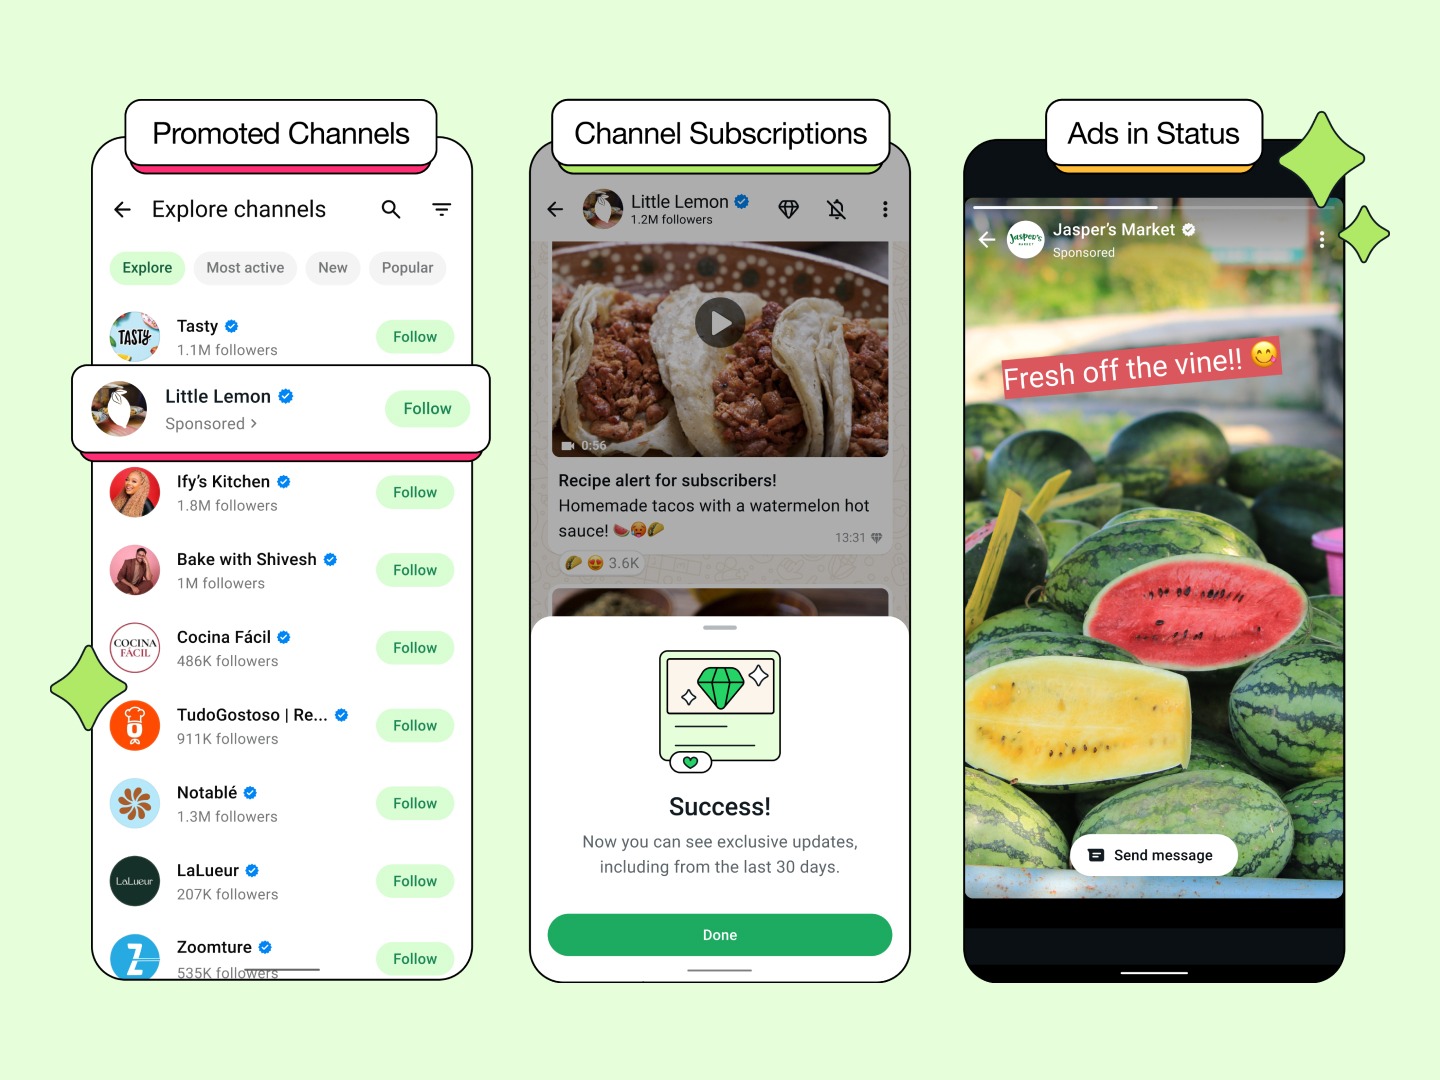 Promoted Channels
Explore channels
Explore
Most active
New
Popular
TASTY
Tasty
1.1M followers
Follow
Little Lemon
Sponsored
Follow
Ify's Kitchen
1.8M followers
Follow
Bake with Shivesh
1M followers
Follow
COCINA
FÁCIL
Cocina Fácil
486K followers
Follow
TudoGostoso | Re...
911K followers
Follow
Notablé
1.3M followers
Follow
LaLueur
LaLueur
207K followers
Follow
Z
Zoomture
535K followers
Follow
Channel Subscriptions
Little Lemon
1.2M followers
0:56
Recipe alert for subscribers!
Homemade tacos with a watermelon hot
sauce! 🍉🥵🌮
13:31
🌮 😍 3.6K
Success!
Now you can see exclusive updates,
including from the last 30 days.
Done
Ads in Status
Jasper's
MARKET
Jasper's Market
Sponsored
Fresh off the vine!! 😋
Send message